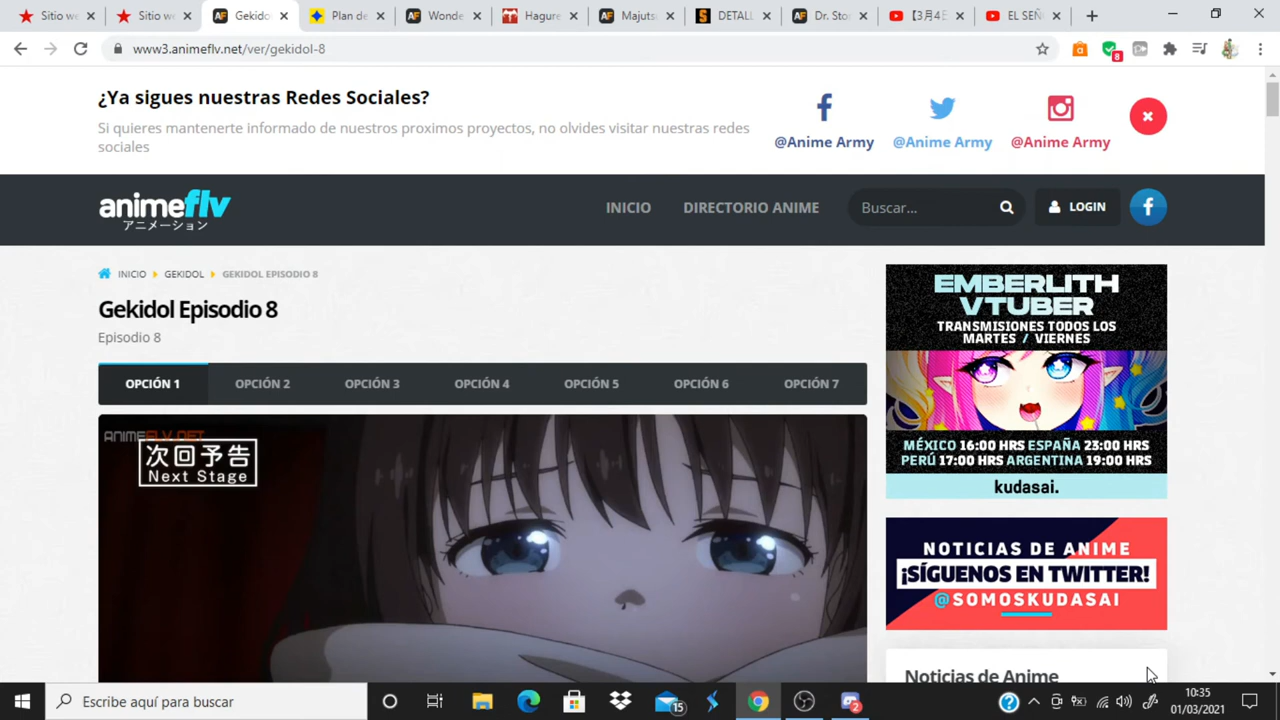 Sitio we
Sitio we
Gekido
Plan de
Wonde
Hagure
Majuts
DETALL
Dr. Sto
【3月4
EL SEÑ
www3.animeflv.net/ver/gekidol-8
8
¿Ya sigues nuestras Redes Sociales?
Si quieres mantenerte informado de nuestros proximos proyectos, no olvides visitar nuestras redes
sociales
@Anime Army
@Anime Army
@Anime Army
animeflv
アニメーション
INICIO
DIRECTORIO ANIME
Buscar...
LOGIN
INICIO
GEKIDOL
GEKIDOL EPISODIO 8
Gekidol Episodio 8
Episodio 8
OPCIÓN 1
OPCIÓN 2
OPCIÓN 3
OPCIÓN 4
OPCIÓN 5
OPCIÓN 6
OPCIÓN 7
ANIMEFLV.NET
次回予告
Next Stage
EMBERLITH
VTUBER
TRANSMISIONES TODOS LOS
MARTES / VIERNES
MÉXICO 16:00 HRS ESPAÑA 23:00 HRS
PERÚ 17:00 HRS ARGENTINA 19:00 HRS
kudasai.
NOTICIAS DE ANIME
¡SÍGUENOS EN TWITTER!
@SOMOSKUDASAI
Noticias de Anime
Escribe aquí para buscar
15
2
10:35
01/03/2021